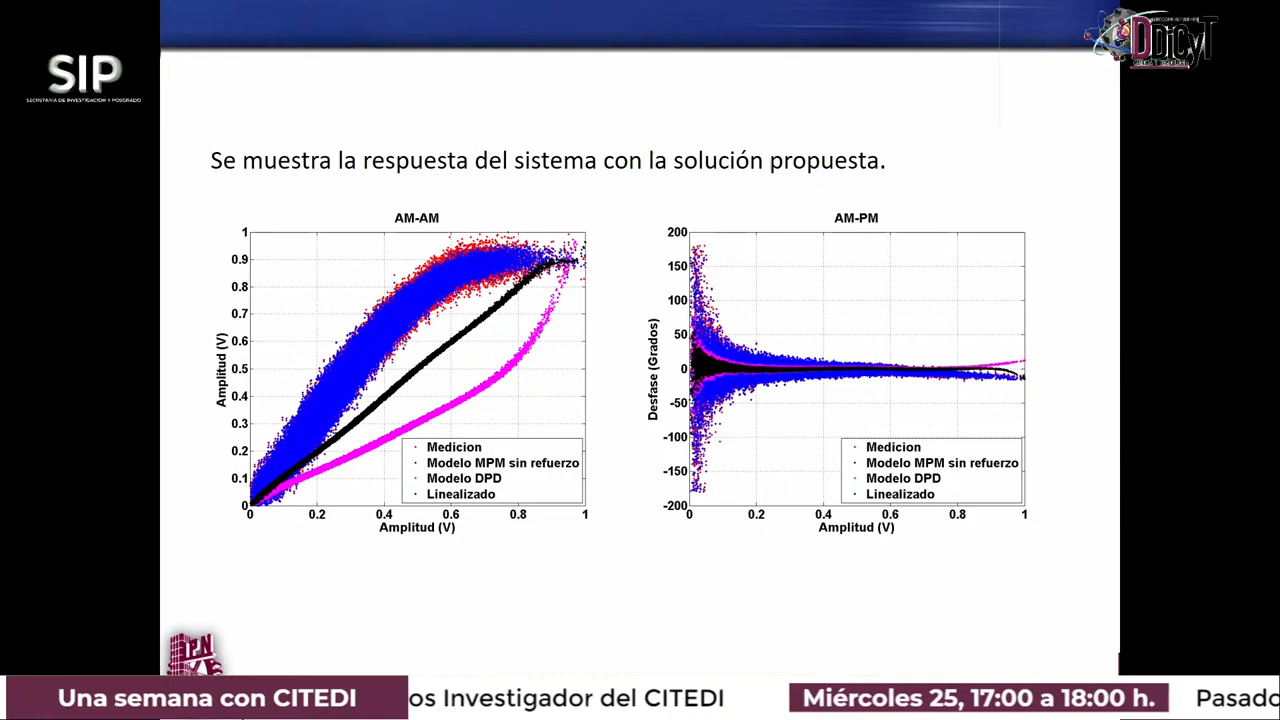 SIP
SECRETARÍA DE INVESTIGACIÓN Y POSGRADO
DDiCyT
Se muestra la respuesta del sistema con la solución propuesta.
AM-AM
1
0.9
0.8
0.7
0.6
0.5
0.4
0.3
0.2
0.1
0
Amplitud (V)
0 0.2 0.4 0.6 0.8 1
Amplitud (V)
Medicion
Modelo MPM sin refuerzo
Modelo DPD
Linealizado
AM-PM
200
150
100
50
0
-50
-100
-150
-200
Desfase (Grados)
0 0.2 0.4 0.6 0.8 1
Amplitud (V)
Medicion
Modelo MPM sin refuerzo
Modelo DPD
Linealizado
IPN
Una semana con CITEDI
os Investigador del CITEDI
Miércoles 25, 17:00 a 18:00 h.
Pasado